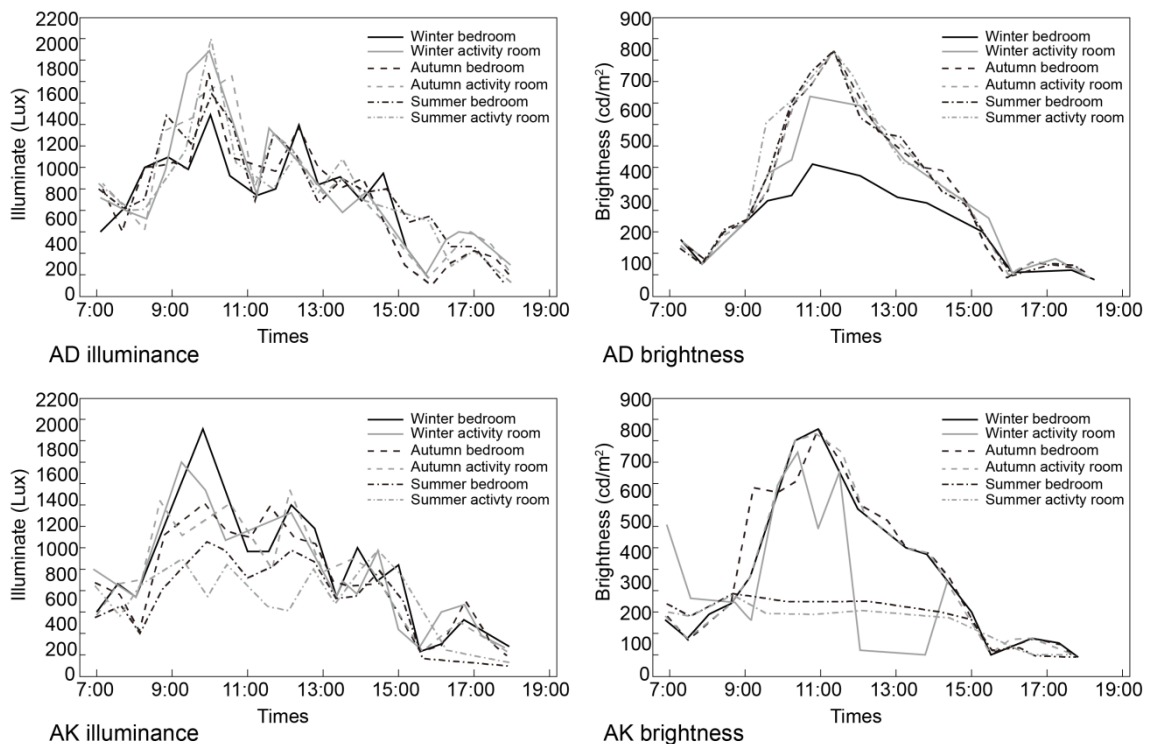 2200
2000
1800
1600
1400
1200
1000
800
600
400
200
0
Illuminate (Lux)
7:00 9:00 11:00 13:00 15:00 17:00 19:00
Times
Winter bedroom
Winter activity room
Autumn bedroom
Autumn activity room
Summer bedroom
Summer activty room
AD illuminance
900
800
700
600
500
400
300
200
100
0
Brightness (cd/m²)
7:00 9:00 11:00 13:00 15:00 17:00 19:00
Times
Winter bedroom
Winter activity room
Autumn bedroom
Autumn activity room
Summer bedroom
Summer activty room
AD brightness
2200
2000
1800
1600
1400
1200
1000
800
600
400
200
0
Illuminate (Lux)
7:00 9:00 11:00 13:00 15:00 17:00 19:00
Times
Winter bedroom
Winter activity room
Autumn bedroom
Autumn activity room
Summer bedroom
Summer activty room
AK illuminance
900
800
700
600
500
400
300
200
100
0
Brightness (cd/m²)
7:00 9:00 11:00 13:00 15:00 17:00 19:00
Times
Winter bedroom
Winter activity room
Autumn bedroom
Autumn activity room
Summer bedroom
Summer activty room
AK brightness